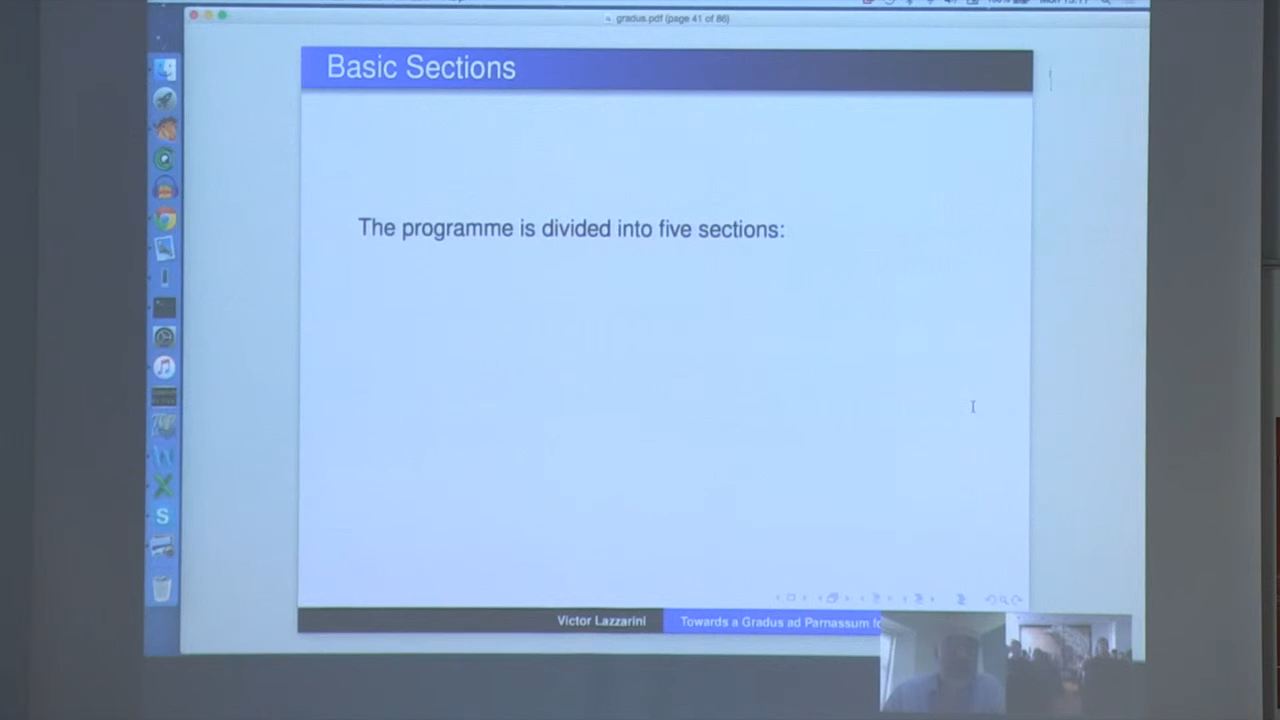 gradus.pdf (page 41 of 86)
Basic Sections
The programme is divided into five sections:
Victor Lazzarini
Towards a Gradus ad Parnassum